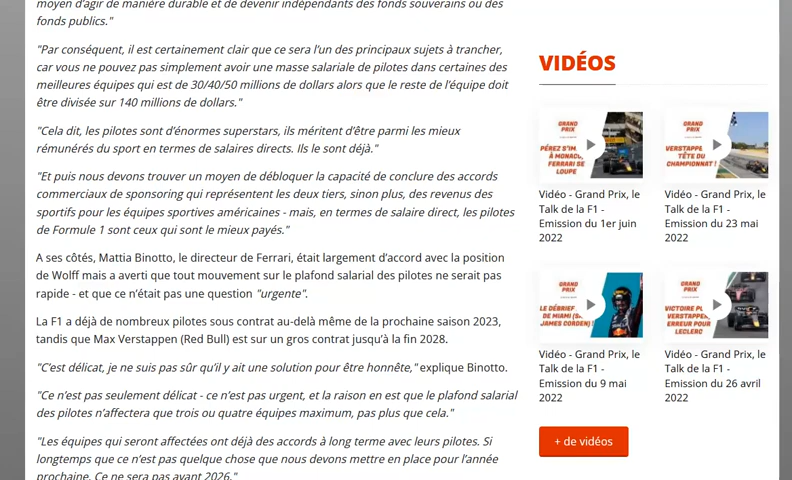 moyen d'agir de manière durable et de devenir indépendants des fonds souverains ou des
fonds publics."
"Par conséquent, il est certainement clair que ce sera l'un des principaux sujets à trancher,
car vous ne pouvez pas simplement avoir une masse salariale de pilotes dans certaines des
meilleures équipes qui est de 30/40/50 millions de dollars alors que le reste de l'équipe doit
être divisée sur 140 millions de dollars."
"Cela dit, les pilotes sont d'énormes superstars, ils méritent d'être parmi les mieux
rémunérés du sport en termes de salaires directs. Ils le sont déjà."
"Et puis nous devons trouver un moyen de débloquer la capacité de conclure des accords
commerciaux de sponsoring qui représentent les deux tiers, sinon plus, des revenus des
sportifs pour les équipes sportives américaines - mais, en termes de salaire direct, les pilotes
de Formule 1 sont ceux qui sont le mieux payés."
A ses côtés, Mattia Binotto, le directeur de Ferrari, était largement d'accord avec la position
de Wolff mais a averti que tout mouvement sur le plafond salarial des pilotes ne serait pas
rapide - et que ce n'était pas une question "urgente".
La F1 a déjà de nombreux pilotes sous contrat au-delà même de la prochaine saison 2023,
tandis que Max Verstappen (Red Bull) est sur un gros contrat jusqu'à la fin 2028.
"C'est délicat, je ne suis pas sûr qu'il y ait une solution pour être honnête," explique Binotto.
"Ce n'est pas seulement délicat - ce n'est pas urgent, et la raison en est que le plafond salarial
des pilotes n'affectera que trois ou quatre équipes maximum, pas plus que cela."
"Les équipes qui seront affectées ont déjà des accords à long terme avec leurs pilotes. Si
longtemps que ce n'est pas quelque chose que nous devons mettre en place pour l'année
prochaine. Ce ne sera pas avant 2026."
VIDÉOS
GRAND
PRIX
PÉREZ S'IM.
À MONACO,
FERRARI SE
LOUPE
Vidéo - Grand Prix, le
Talk de la F1 -
Emission du 1er juin
2022
GRAND
PRIX
VERSTAPPE
TÊTE DU
CHAMPIONNAT !
Vidéo - Grand Prix, le
Talk de la F1 -
Emission du 23 mai
2022
GRAND
PRIX
LE DÉBRIEF
DE MIAMI (S
JAMES CORDEN) !
Vidéo - Grand Prix, le
Talk de la F1 -
Emission du 9 mai
2022
GRAND
PRIX
VICTOIRE P
VERSTAPPEN
ERREUR POUR
LECLERC
Vidéo - Grand Prix, le
Talk de la F1 -
Emission du 26 avril
2022
+ de vidéos